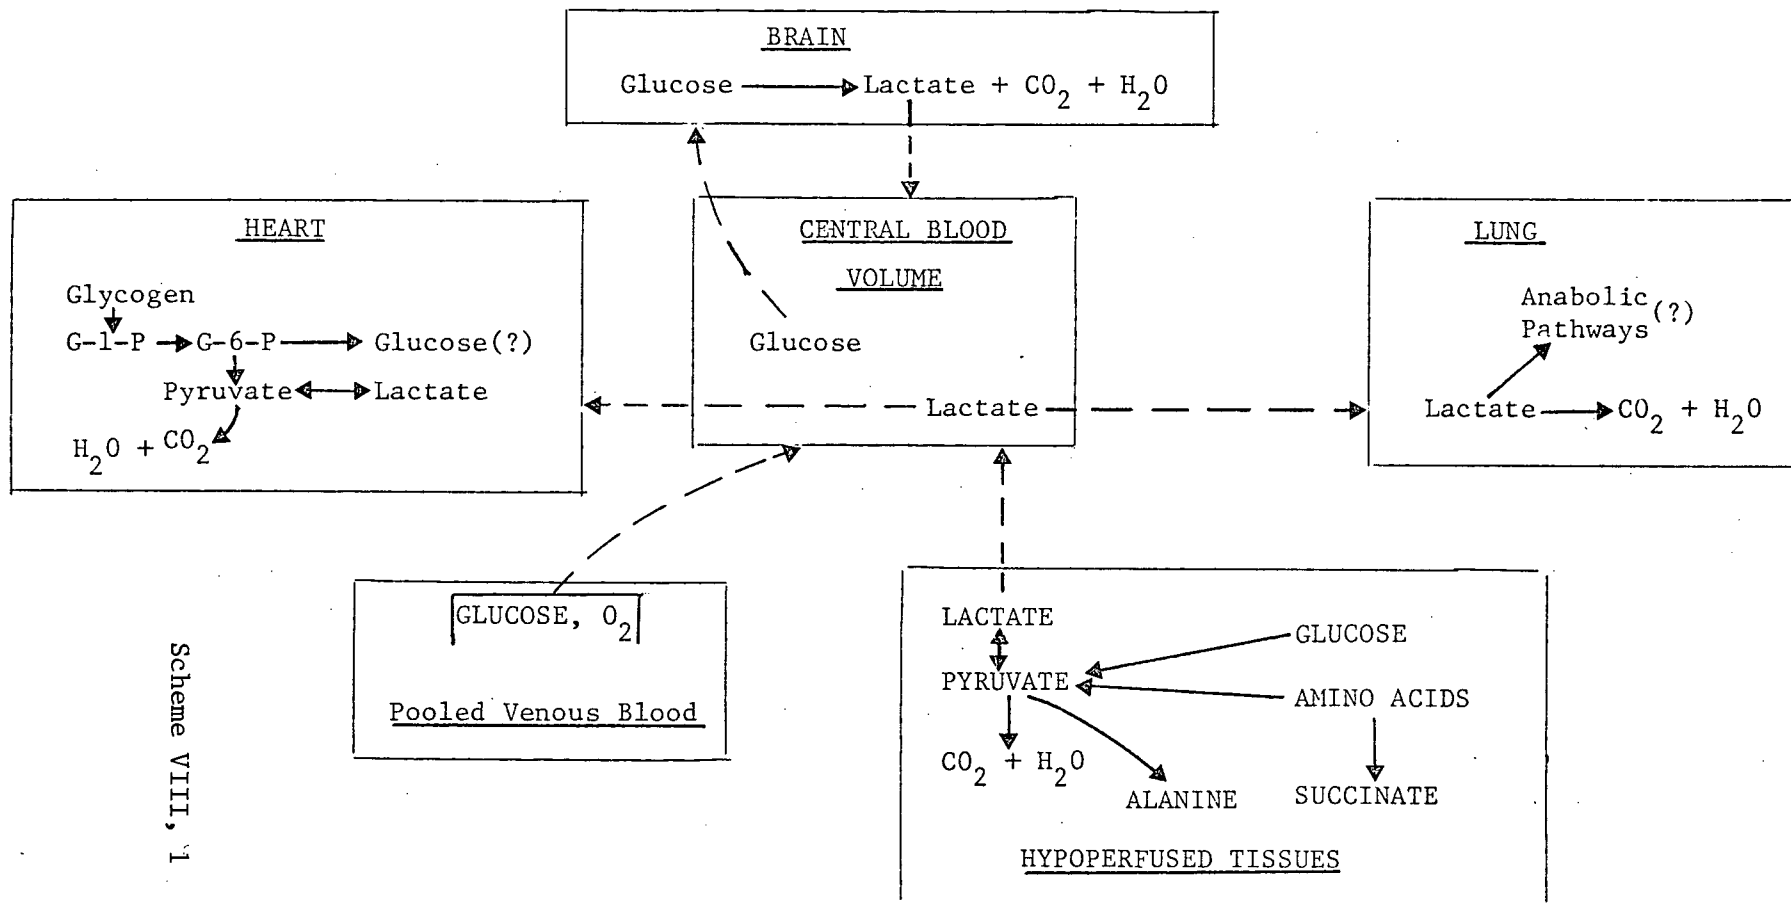 BRAIN
Glucose Lactate + CO2 + H2O
HEART
Glycogen
G-1-P G-6-P Glucose(?)
Pyruvate Lactate
H2O + CO2
CENTRAL BLOOD
VOLUME
Glucose
Lactate
LUNG
Anabolic
Pathways (?)
Lactate CO2 + H2O
GLUCOSE, O2
Pooled Venous Blood
LACTATE
GLUCOSE
PYRUVATE
AMINO ACIDS
CO2 + H2O
ALANINE
SUCCINATE
HYPOPERFUSED TISSUES
Scheme VIII, 1